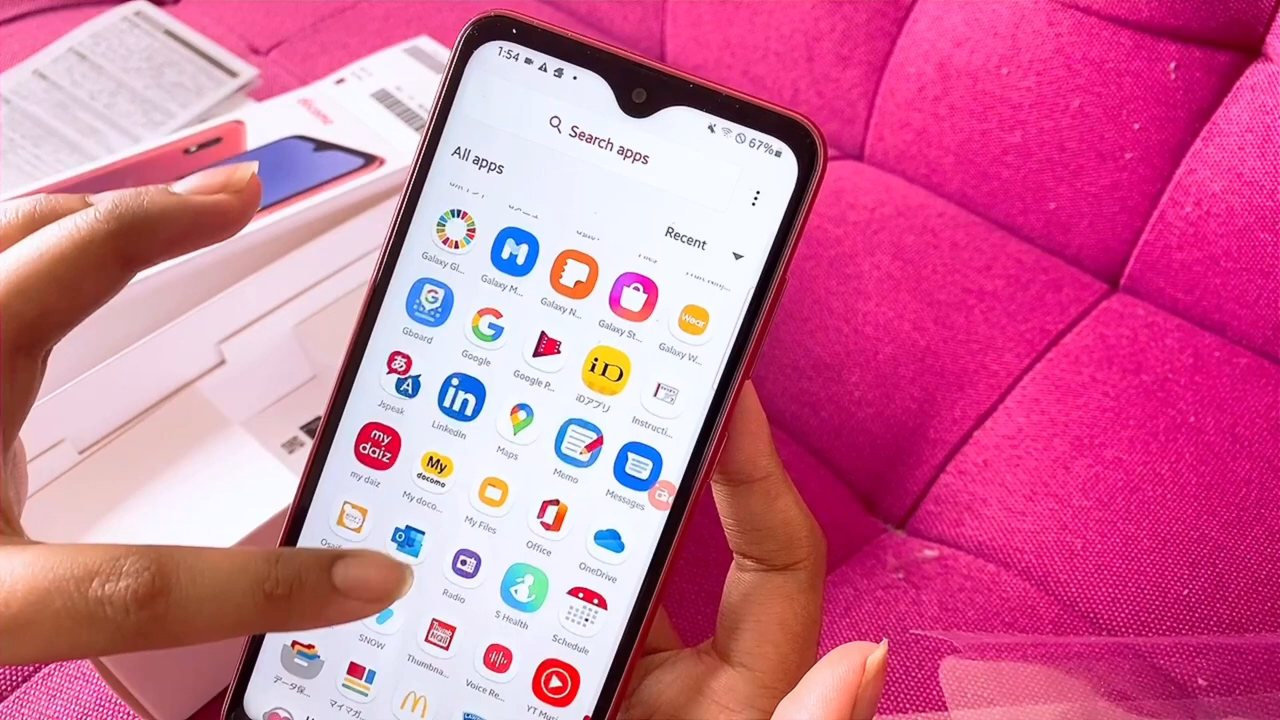 docomo
1:54
67%
Search apps
All apps
Recent
Galaxy Gl...
Galaxy M...
Galaxy N...
Galaxy St...
Wear
Galaxy W...
Gboard
Google
Google P...
iD
iDアプリ
Instructi...
あ
A
Jspeak
in
LinkedIn
Maps
Memo
Messages
my
daiz
my daiz
My
docomo
My doco...
My Files
Office
OneDrive
Radio
S Health
Schedule
SNOW
Thumbna...
Voice Re...
YT Musi
データ保...
マイマガ